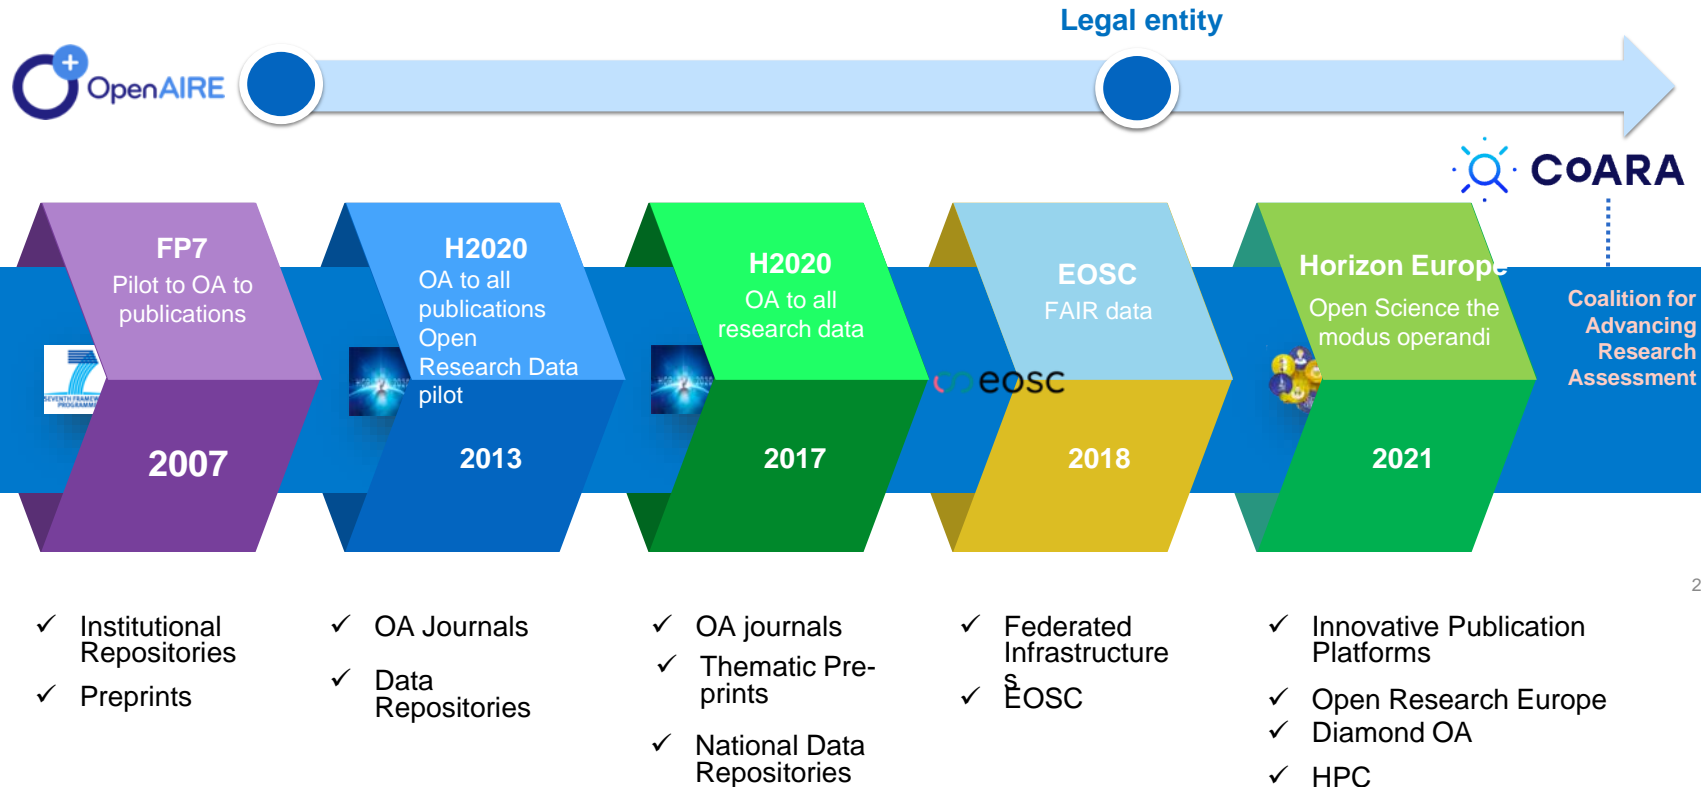 Legal entity
OpenAIRE
CoARA
FP7
Pilot to OA to
publications
SEVENTH FRAMEWORK
PROGRAMME
2007
H2020
OA to all
publications
Open
Research Data
pilot
2013
H2020
OA to all
research data
2017
EOSC
FAIR data
eosc
2018
Horizon Europe
Open Science the
modus operandi
2021
Coalition for
Advancing
Research
Assessment
2
✓ Institutional
Repositories
✓ Preprints
✓ OA Journals
✓ Data
Repositories
✓ OA journals
✓ Thematic Pre-
prints
✓ National Data
Repositories
✓ Federated
Infrastructure
s
✓ EOSC
✓ Innovative Publication
Platforms
✓ Open Research Europe
✓ Diamond OA
✓ HPC